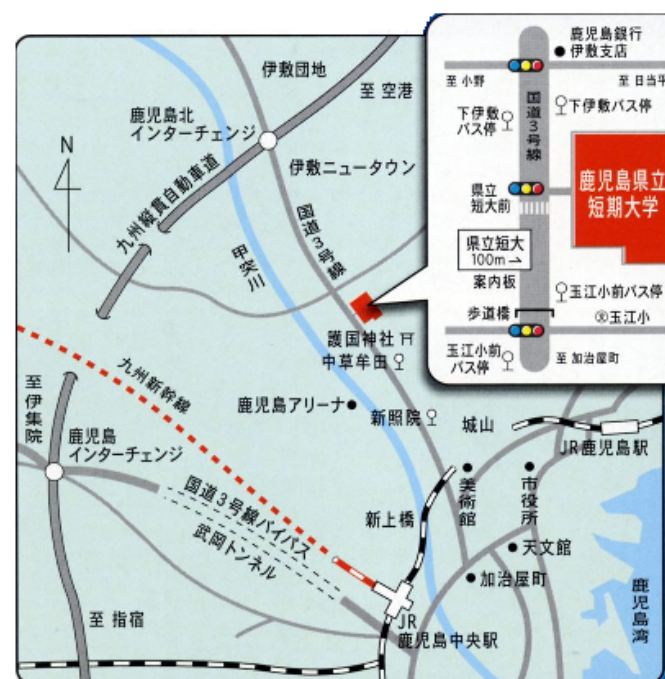 鹿児島銀行
伊敷支店
至 小野
至 日当平
下伊敷
バス停
下伊敷バス停
国道3号線
県立
短大前
鹿児島県立
短期大学
県立短大
100m→
案内板
玉江小前バス停
歩道橋
文玉江小
玉江小前
バス停
至 加治屋町
伊敷団地
至 空港
鹿児島北
インターチェンジ
伊敷ニュータウン
N
九州縦貫自動車道
国道3号線
甲突川
護国神社
中草牟田
九州新幹線
至伊集院
鹿児島アリーナ
新照院
城山
JR鹿児島駅
鹿児島
インターチェンジ
国道3号線バイパス
武岡トンネル
新上橋
美術館
市役所
天文館
加治屋町
鹿児島湾
至 指宿
JR
鹿児島中央駅